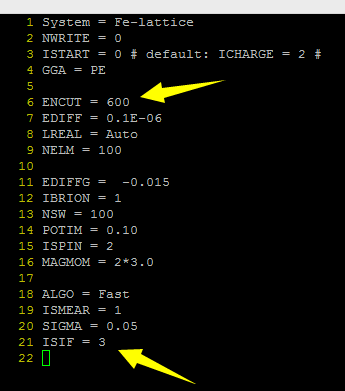 1 System = Fe-lattice
2 NWRITE = 0
3 ISTART = 0 # default: ICHARGE = 2 #
4 GGA = PE
5
6 ENCUT = 600
7 EDIFF = 0.1E-06
8 LREAL = Auto
9 NELM = 100
10
11 EDIFFG =  -0.015
12 IBRION = 1
13 NSW = 100
14 POTIM = 0.10
15 ISPIN = 2
16 MAGMOM = 2*3.0
17
18 ALGO = Fast
19 ISMEAR = 1
20 SIGMA = 0.05
21 ISIF = 3
22